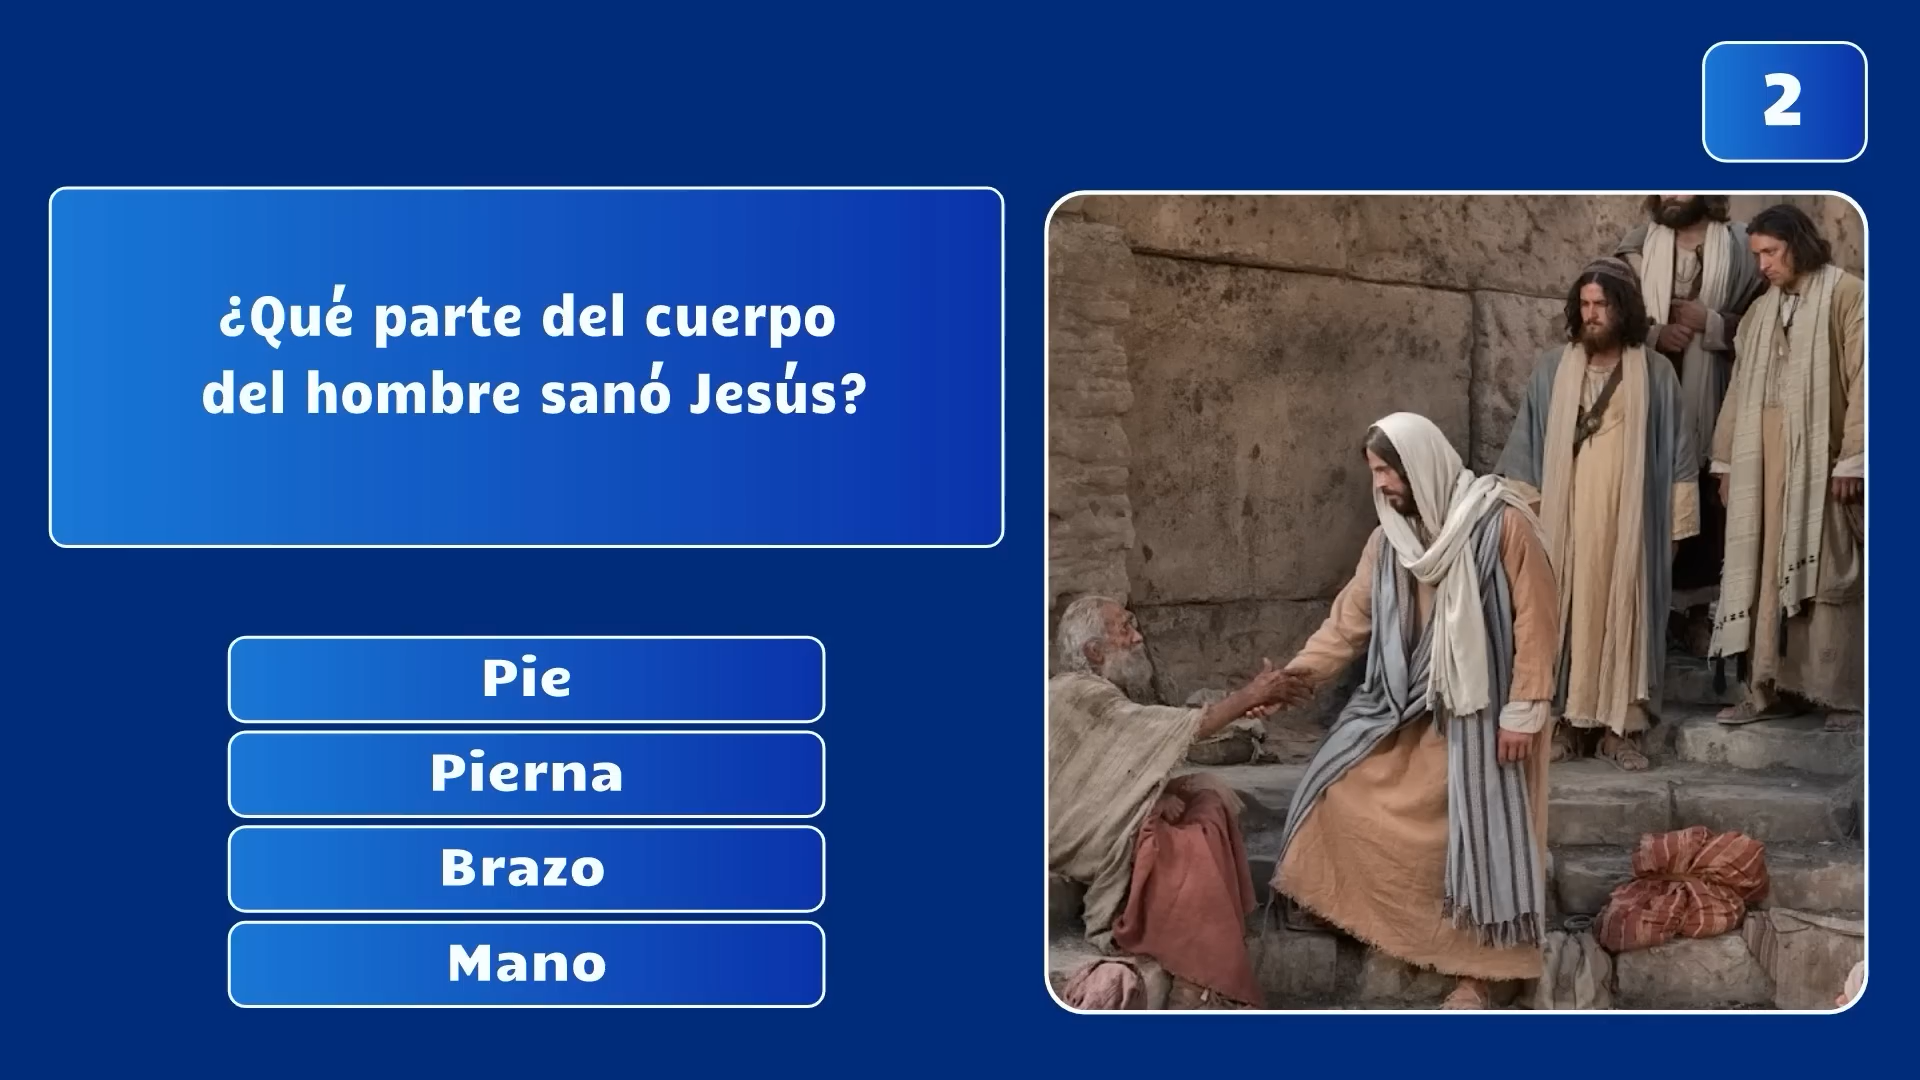 2
¿Qué parte del cuerpo
del hombre sanó Jesús?
Pie
Pierna
Brazo
Mano